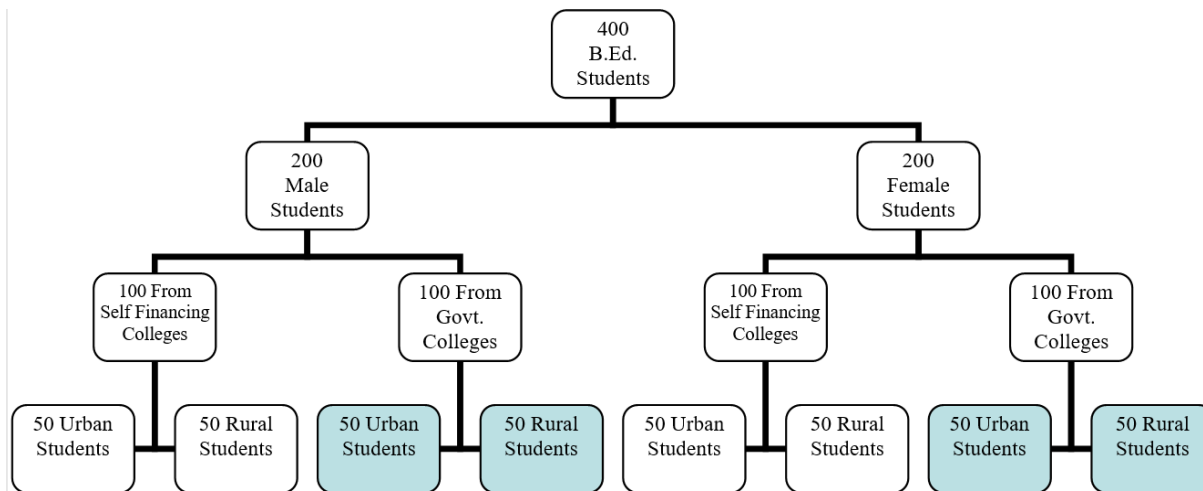 400
B.Ed.
Students
200
Male
Students
200
Female
Students
100 From
Self Financing
Colleges
100 From
Govt.
Colleges
100 From
Self Financing
Colleges
100 From
Govt.
Colleges
50 Urban
Students
50 Rural
Students
50 Urban
Students
50 Rural
Students
50 Urban
Students
50 Rural
Students
50 Urban
Students
50 Rural
Students